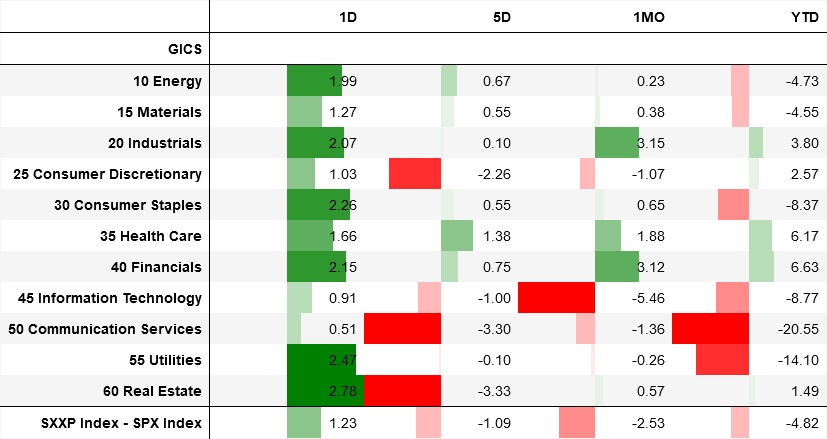 1D 5D 1MO YTD
GICS
10 Energy 1.99 0.67 0.23 -4.73
15 Materials 1.27 0.55 0.38 -4.55
20 Industrials 2.07 0.10 3.15 3.80
25 Consumer Discretionary 1.03 -2.26 -1.07 2.57
30 Consumer Staples 2.26 0.55 0.65 -8.37
35 Health Care 1.66 1.38 1.88 6.17
40 Financials 2.15 0.75 3.12 6.63
45 Information Technology 0.91 -1.00 -5.46 -8.77
50 Communication Services 0.51 -3.30 -1.36 -20.55
55 Utilities 2.47 -0.10 -0.26 -14.10
60 Real Estate 2.78 -3.33 0.57 1.49
SXXP Index - SPX Index 1.23 -1.09 -2.53 -4.82